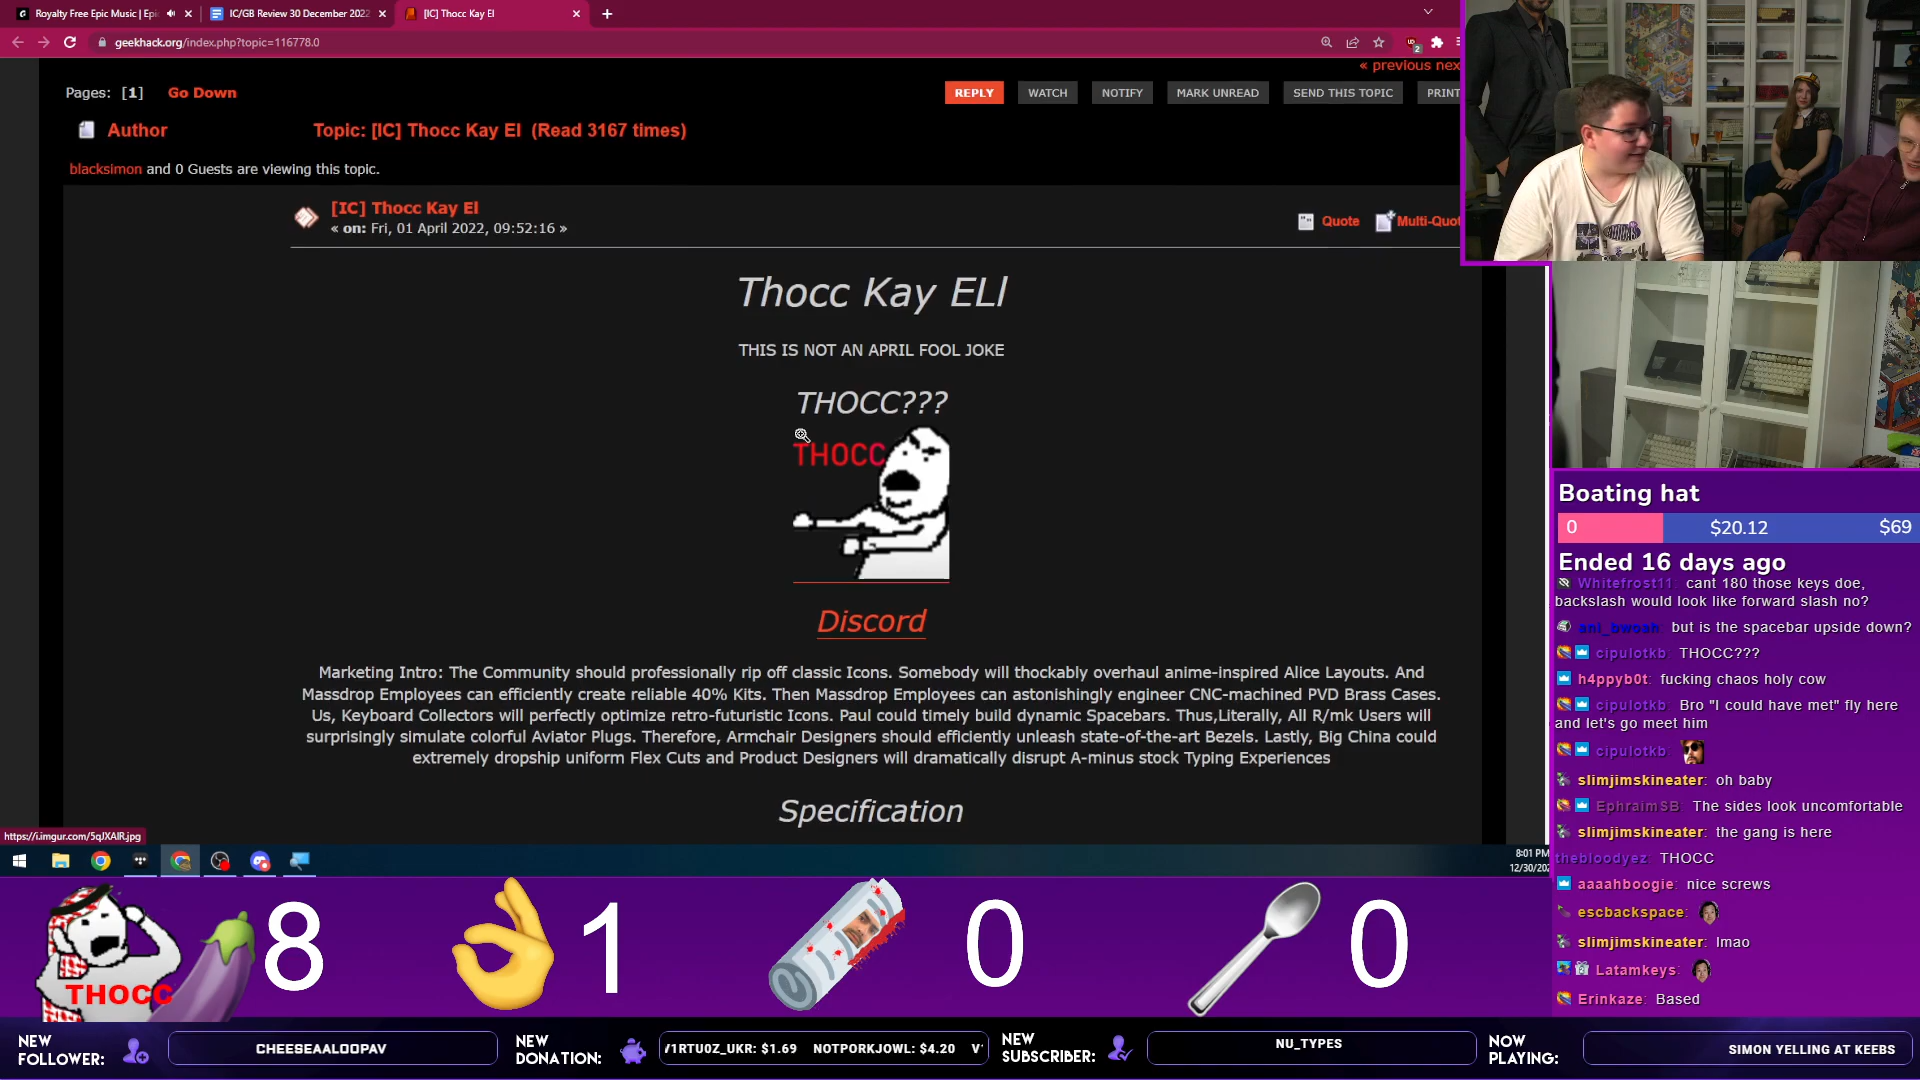 Royalty Free Epic Music | Epi
IC/GB Review 30 December 2022
[IC] Thocc Kay El
geekhack.org/index.php?topic=116778.0
2
« previous nex
Pages: [1] Go Down
REPLY WATCH NOTIFY MARK UNREAD SEND THIS TOPIC PRINT
Author Topic: [IC] Thocc Kay El (Read 3167 times)
blacksimon and 0 Guests are viewing this topic.
[IC] Thocc Kay El
« on: Fri, 01 April 2022, 09:52:16 »
Quote Multi-Quot
Thocc Kay ELl
THIS IS NOT AN APRIL FOOL JOKE
THOCC???
THOCC
Discord
Marketing Intro: The Community should professionally rip off classic Icons. Somebody will thockably overhaul anime-inspired Alice Layouts. And
Massdrop Employees can efficiently create reliable 40% Kits. Then Massdrop Employees can astonishingly engineer CNC-machined PVD Brass Cases.
Us, Keyboard Collectors will perfectly optimize retro-futuristic Icons. Paul could timely build dynamic Spacebars. Thus,Literally, All R/mk Users will
surprisingly simulate colorful Aviator Plugs. Therefore, Armchair Designers should efficiently unleash state-of-the-art Bezels. Lastly, Big China could
extremely dropship uniform Flex Cuts and Product Designers will dramatically disrupt A-minus stock Typing Experiences
Specification
https://i.imgur.com/5qJXAlR.jpg
8:01 PM
12/30/202
Boating hat
0 $20.12 $69
Ended 16 days ago
Whitefrost11: cant 180 those keys doe,
backslash would look like forward slash no?
ani_bwoah: but is the spacebar upside down?
cipulotkb: THOCC???
h4ppyb0t: fucking chaos holy cow
cipulotkb: Bro "I could have met" fly here
and let's go meet him
cipulotkb:
slimjimskineater: oh baby
EphraimSB: The sides look uncomfortable
slimjimskineater: the gang is here
thebloodyez: THOCC
aaaahboogie: nice screws
escbackspace:
slimjimskineater: lmao
Latamkeys:
Erinkaze: Based
THOCC
8 1 0 0
NEW
FOLLOWER:
CHEESEAALOOPAV
NEW
DONATION:
V1RTU0Z_UKR: $1.69 NOTPORKJOWL: $4.20 V
NEW
SUBSCRIBER:
NU_TYPES
NOW
PLAYING:
SIMON YELLING AT KEEBS